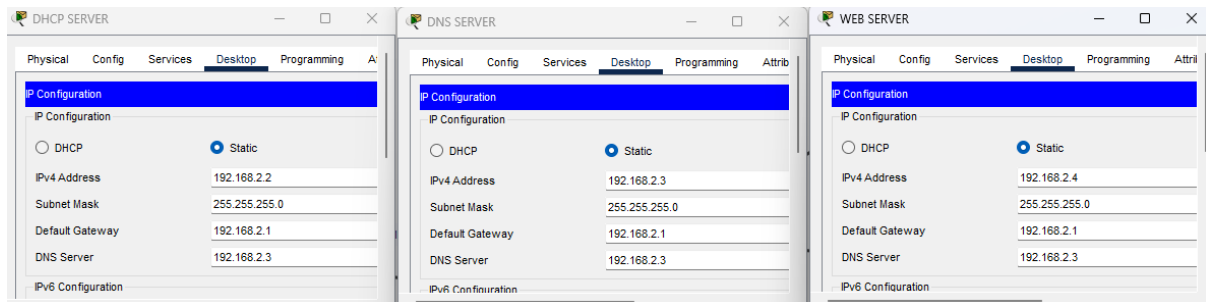 DHCP SERVER
Physical Config Services Desktop Programming
IP Configuration
IP Configuration
DHCP Static
IPv4 Address 192.168.2.2
Subnet Mask 255.255.255.0
Default Gateway 192.168.2.1
DNS Server 192.168.2.3
IPv6 Configuration
DNS SERVER
Physical Config Services Desktop Programming Attrib
IP Configuration
IP Configuration
DHCP Static
IPv4 Address 192.168.2.3
Subnet Mask 255.255.255.0
Default Gateway 192.168.2.1
DNS Server 192.168.2.3
IPv6 Configuration
WEB SERVER
Physical Config Services Desktop Programming Attri
IP Configuration
IP Configuration
DHCP Static
IPv4 Address 192.168.2.4
Subnet Mask 255.255.255.0
Default Gateway 192.168.2.1
DNS Server 192.168.2.3
IPv6 Configuration